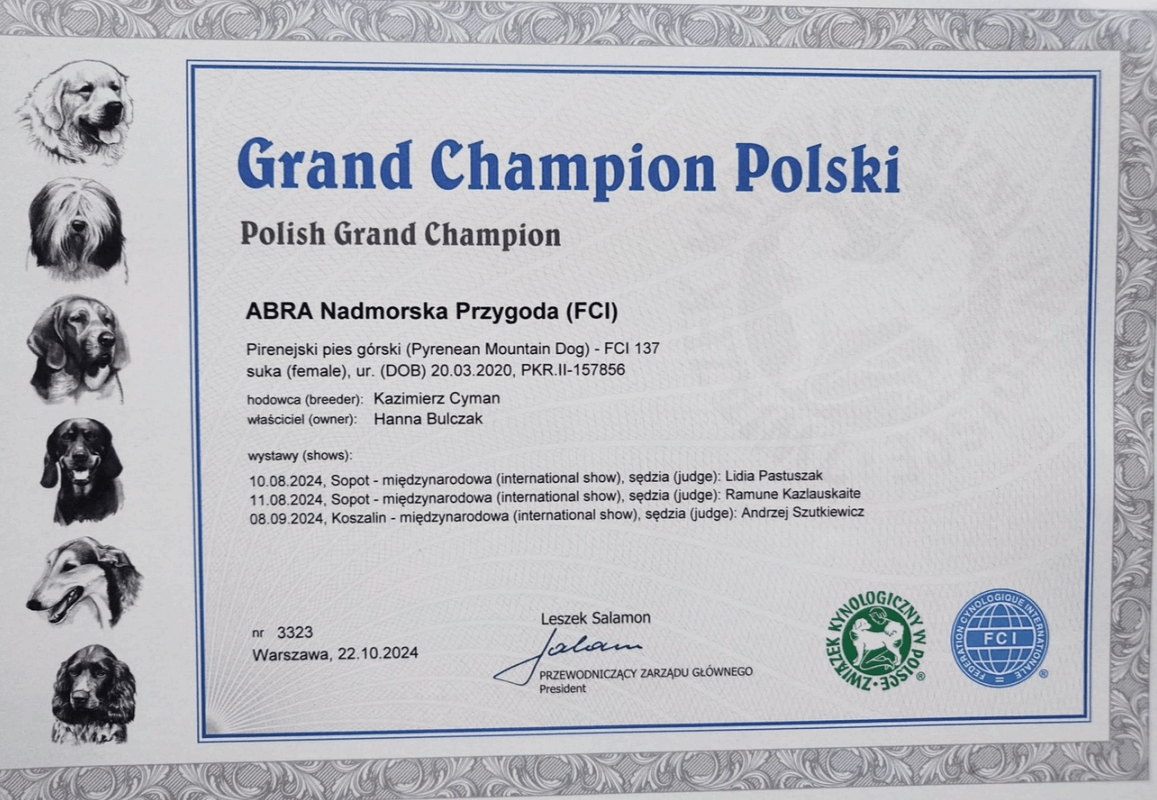 Grand Champion Polski
Polish Grand Champion
ABRA Nadmorska Przygoda (FCI)
Pirenejski pies górski (Pyrenean Mountain Dog) - FCI 137
suka (female), ur. (DOB) 20.03.2020, PKR.II-157856
hodowca (breeder): Kazimierz Cyman
właściciel (owner): Hanna Bulczak
wystawy (shows):
10.08.2024, Sopot - międzynarodowa (international show), sędzia (judge): Lidia Pastuszak
11.08.2024, Sopot - międzynarodowa (international show), sędzia (judge): Ramune Kazlauskaite
08.09.2024, Koszalin - międzynarodowa (international show), sędzia (judge): Andrzej Szutkiewicz
nr 3323
Warszawa, 22.10.2024
Leszek Salamon
PRZEWODNICZĄCY ZARZĄDU GŁÓWNEGO
President
ZWIĄZEK KYNOLOGICZNY W POLSCE ®
FEDERATION CYNOLOGIQUE INTERNATIONALE
FCI ®